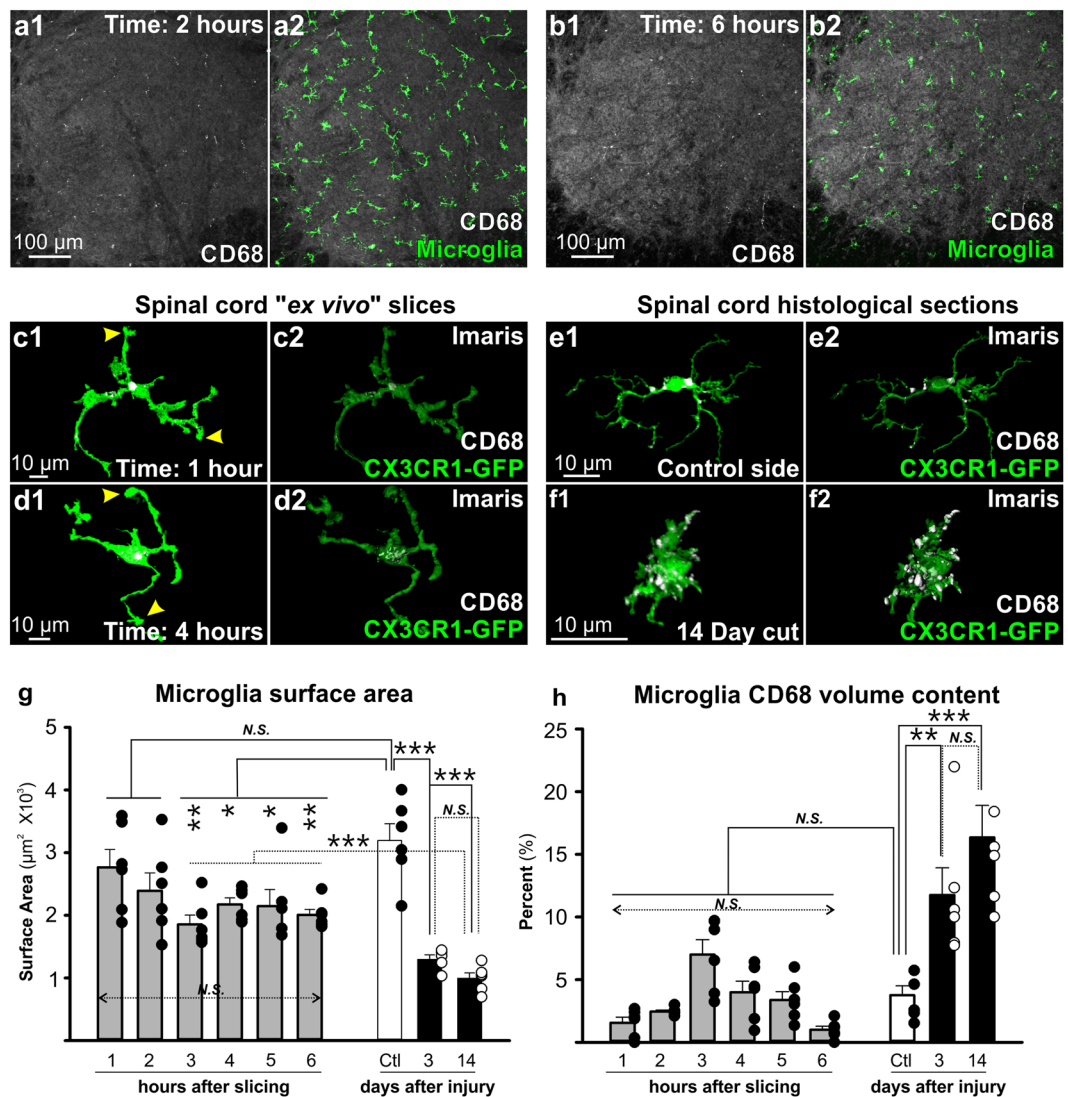 a1 Time: 2 hours a2
CD68
100 µm CD68 Microglia
b1 Time: 6 hours b2
CD68
100 µm CD68 Microglia
Spinal cord "ex vivo" slices
c1 c2 Imaris
CD68
10 µm Time: 1 hour CX3CR1-GFP
d1 d2 Imaris
CD68
10 µm Time: 4 hours CX3CR1-GFP
Spinal cord histological sections
e1 e2 Imaris
CD68
10 µm Control side CX3CR1-GFP
f1 f2 Imaris
CD68
10 µm 14 Day cut CX3CR1-GFP
g Microglia surface area
Surface Area (µm² X10³)
5
4
3
2
1
N.S.
*** ***
N.S.
** * * **
***
N.S.
1 2 3 4 5 6 Ctl 3 14
hours after slicing days after injury
h Microglia CD68 volume content
Percent (%)
25
20
15
10
5
***
** N.S.
N.S.
N.S.
1 2 3 4 5 6 Ctl 3 14
hours after slicing days after injury